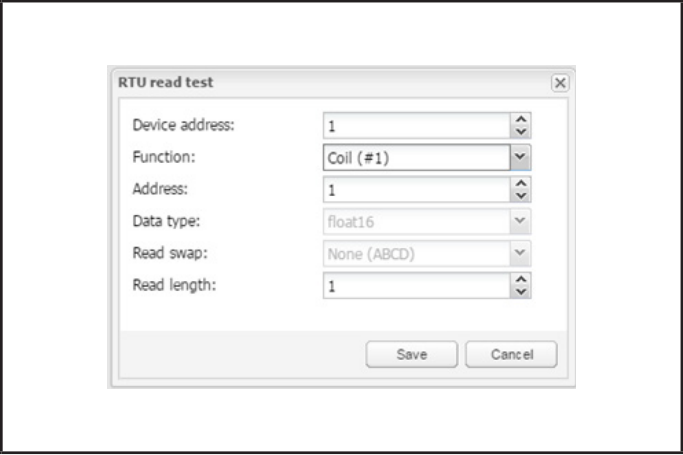 RTU read test
Device address: 1
Function: Coil (#1)
Address: 1
Data type: float16
Read swap: None (ABCD)
Read length: 1
Save Cancel